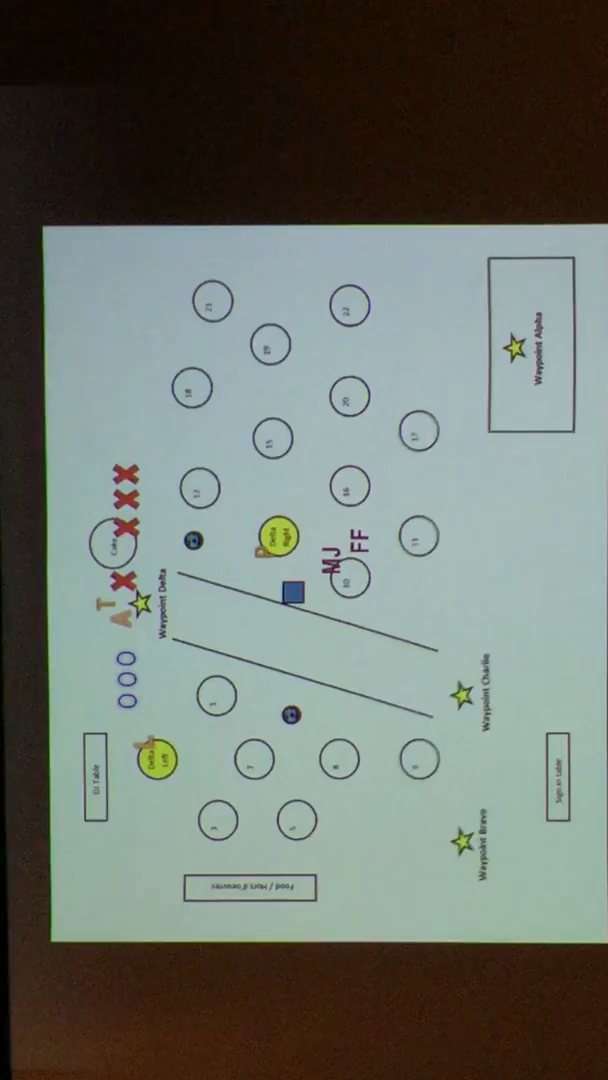 DJ Table
Cake
XXXX
OOO
A T
Waypoint Delta
L
Delta
Left
P
Delta
Right
MJ
FF
1
3
5
7
8
9
10
11
12
15
16
17
18
19
20
21
22
Food / Hors d'oeuvres
Waypoint Alpha
Waypoint Bravo
Waypoint Charlie
Sign in table